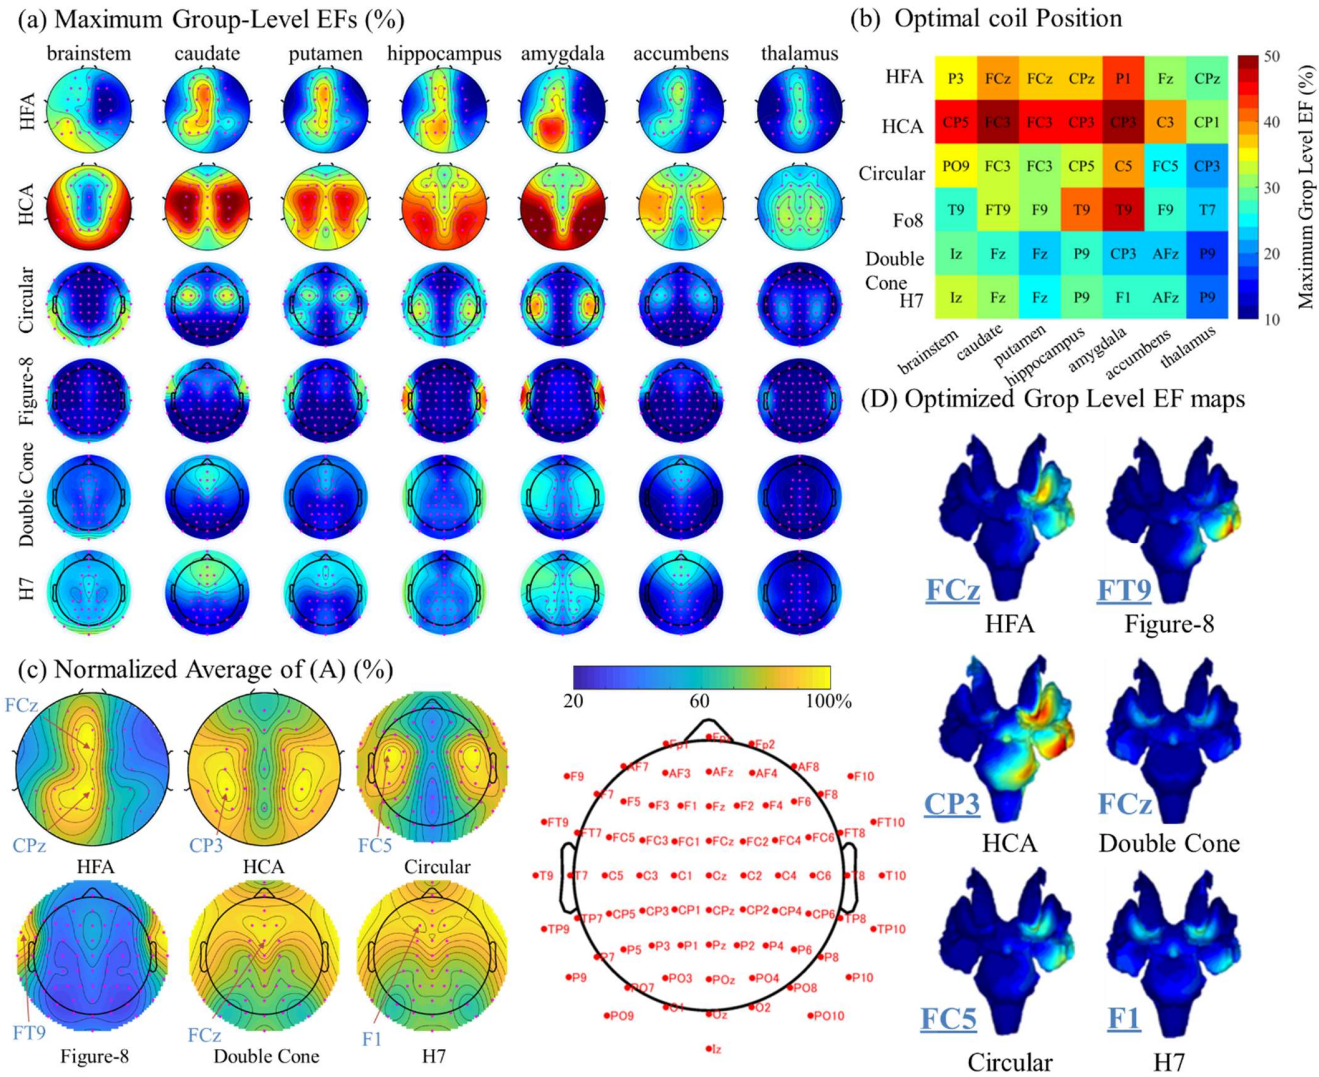 (a) Maximum Group-Level EFs (%)
brainstem caudate putamen hippocampus amygdala accumbens thalamus
HFA
HCA
Circular
Figure-8
Double Cone
H7
(b) Optimal coil Position
HFA P3 FCz FCz CPz P1 Fz CPz
HCA CP5 FC3 FC3 CP3 CP3 C3 CP1
Circular PO9 FC3 FC3 CP5 C5 FC5 CP3
Fo8 T9 FT9 F9 T9 T9 F9 T7
Double Cone Iz Fz Fz P9 CP3 AFz P9
H7 Iz Fz Fz P9 F1 AFz P9
brainstem caudate putamen hippocampus amygdala accumbens thalamus
50
40
30
20
10
Maximum Grop Level EF (%)
(c) Normalized Average of (A) (%)
FCz
CPz
HFA
CP3
HCA
FC5
Circular
FT9
Figure-8
FCz
Double Cone
F1
H7
20 60 100%
Fp1 Fp2
AF7 AF3 AFz AF4 AF8
F9 F10
F7 F5 F3 F1 Fz F2 F4 F6 F8
FT9 FT7 FC5 FC3 FC1 FCz FC2 FC4 FC6 FT8 FT10
T9 T7 C5 C3 C1 Cz C2 C4 C6 T8 T10
TP9 TP7 CP5 CP3 CP1 CPz CP2 CP4 CP6 TP8 TP10
P9 P7 P5 P3 P1 Pz P2 P4 P6 P8 P10
PO9 PO7 PO3 POz PO4 PO8 PO10
O1 Oz O2
Iz
(D) Optimized Grop Level EF maps
FCz
HFA
FT9
Figure-8
CP3
HCA
FCz
Double Cone
FC5
Circular
F1
H7